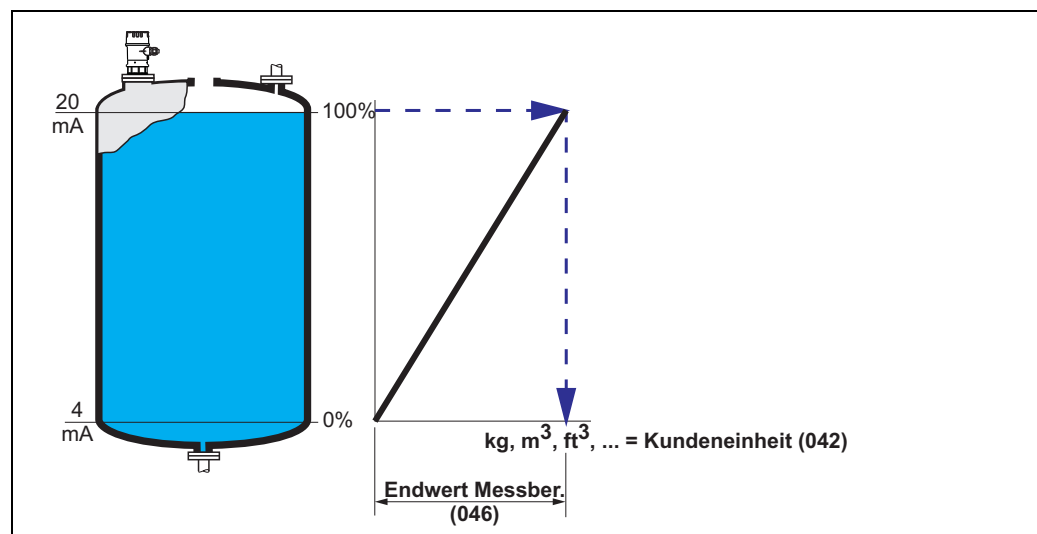 20
mA
100%
4
mA
0%
kg, m³, ft³, ... = Kundeneinheit (042)
Endwert Messber.
(046)